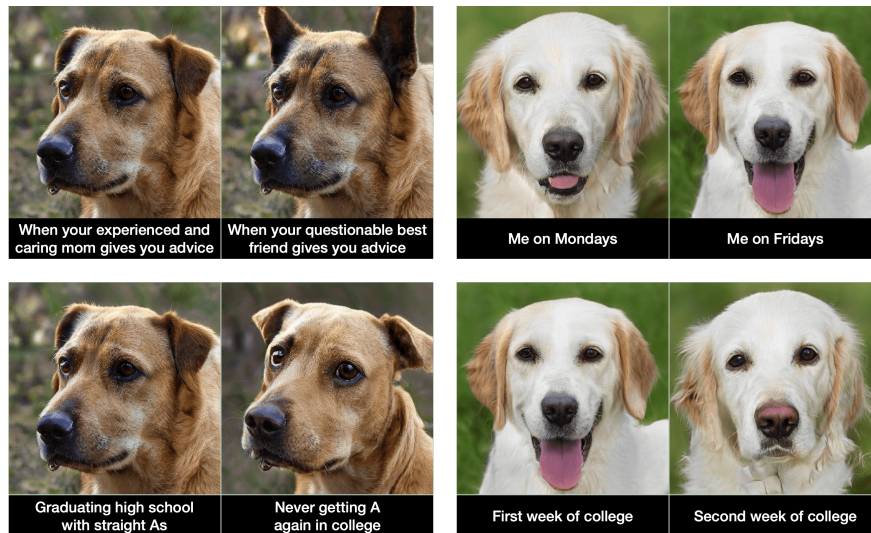 When your experienced and
caring mom gives you advice
When your questionable best
friend gives you advice
Me on Mondays
Me on Fridays
Graduating high school
with straight As
Never getting A
again in college
First week of college
Second week of college